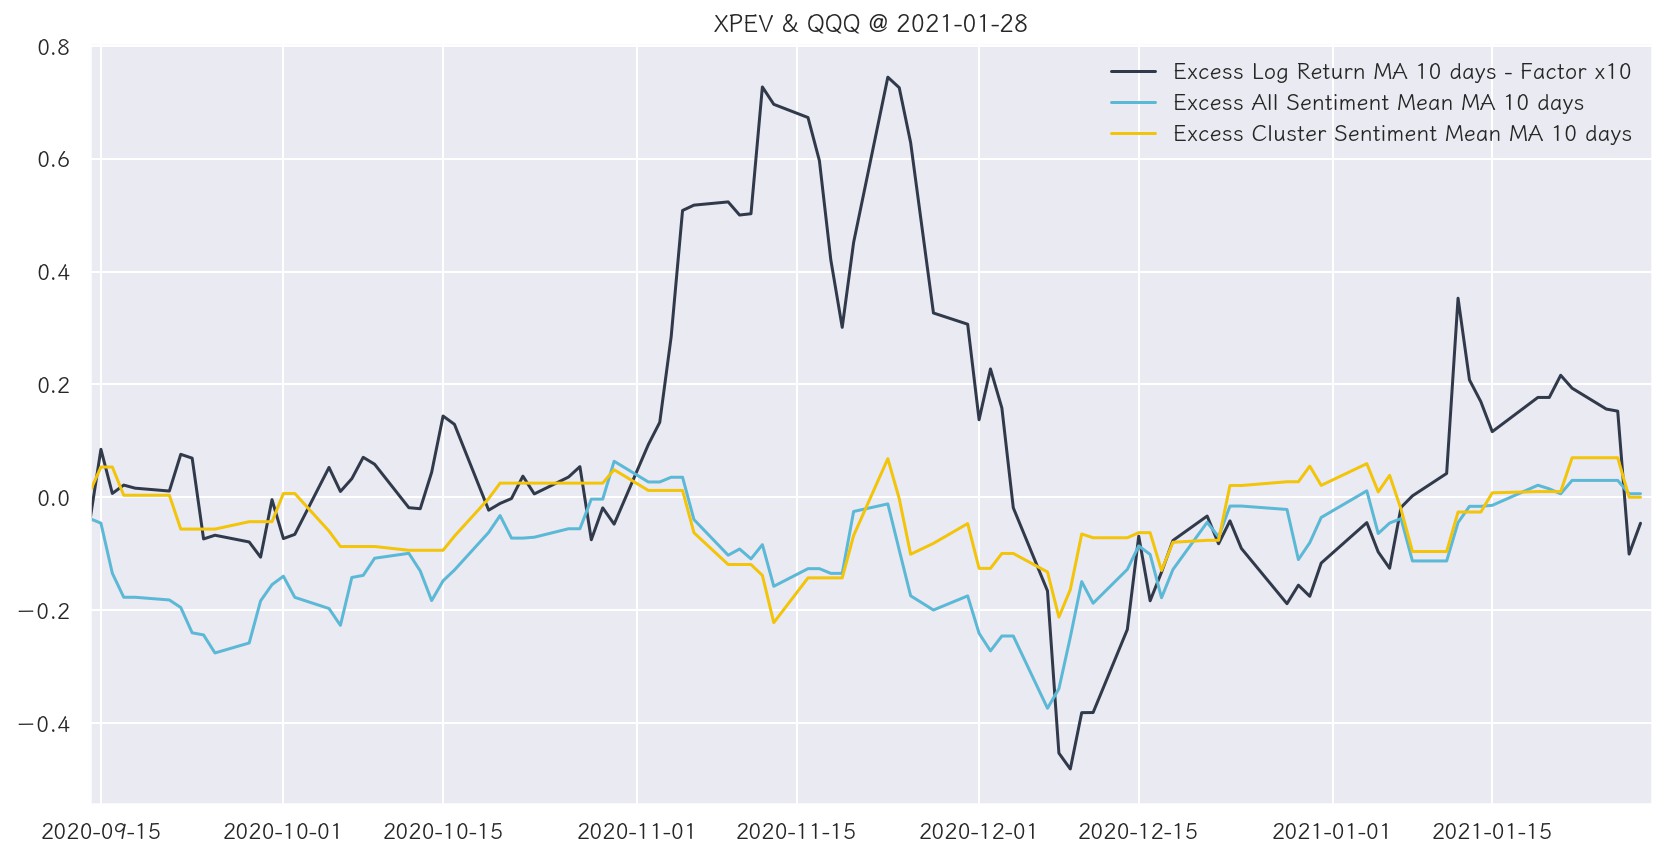 XPEV & QQQ @ 2021-01-28
Excess Log Return MA 10 days - Factor x10
Excess All Sentiment Mean MA 10 days
Excess Cluster Sentiment Mean MA 10 days
0.8
0.6
0.4
0.2
0.0
−0.2
−0.4
2020-09-15 2020-10-01 2020-10-15 2020-11-01 2020-11-15 2020-12-01 2020-12-15 2021-01-01 2021-01-15